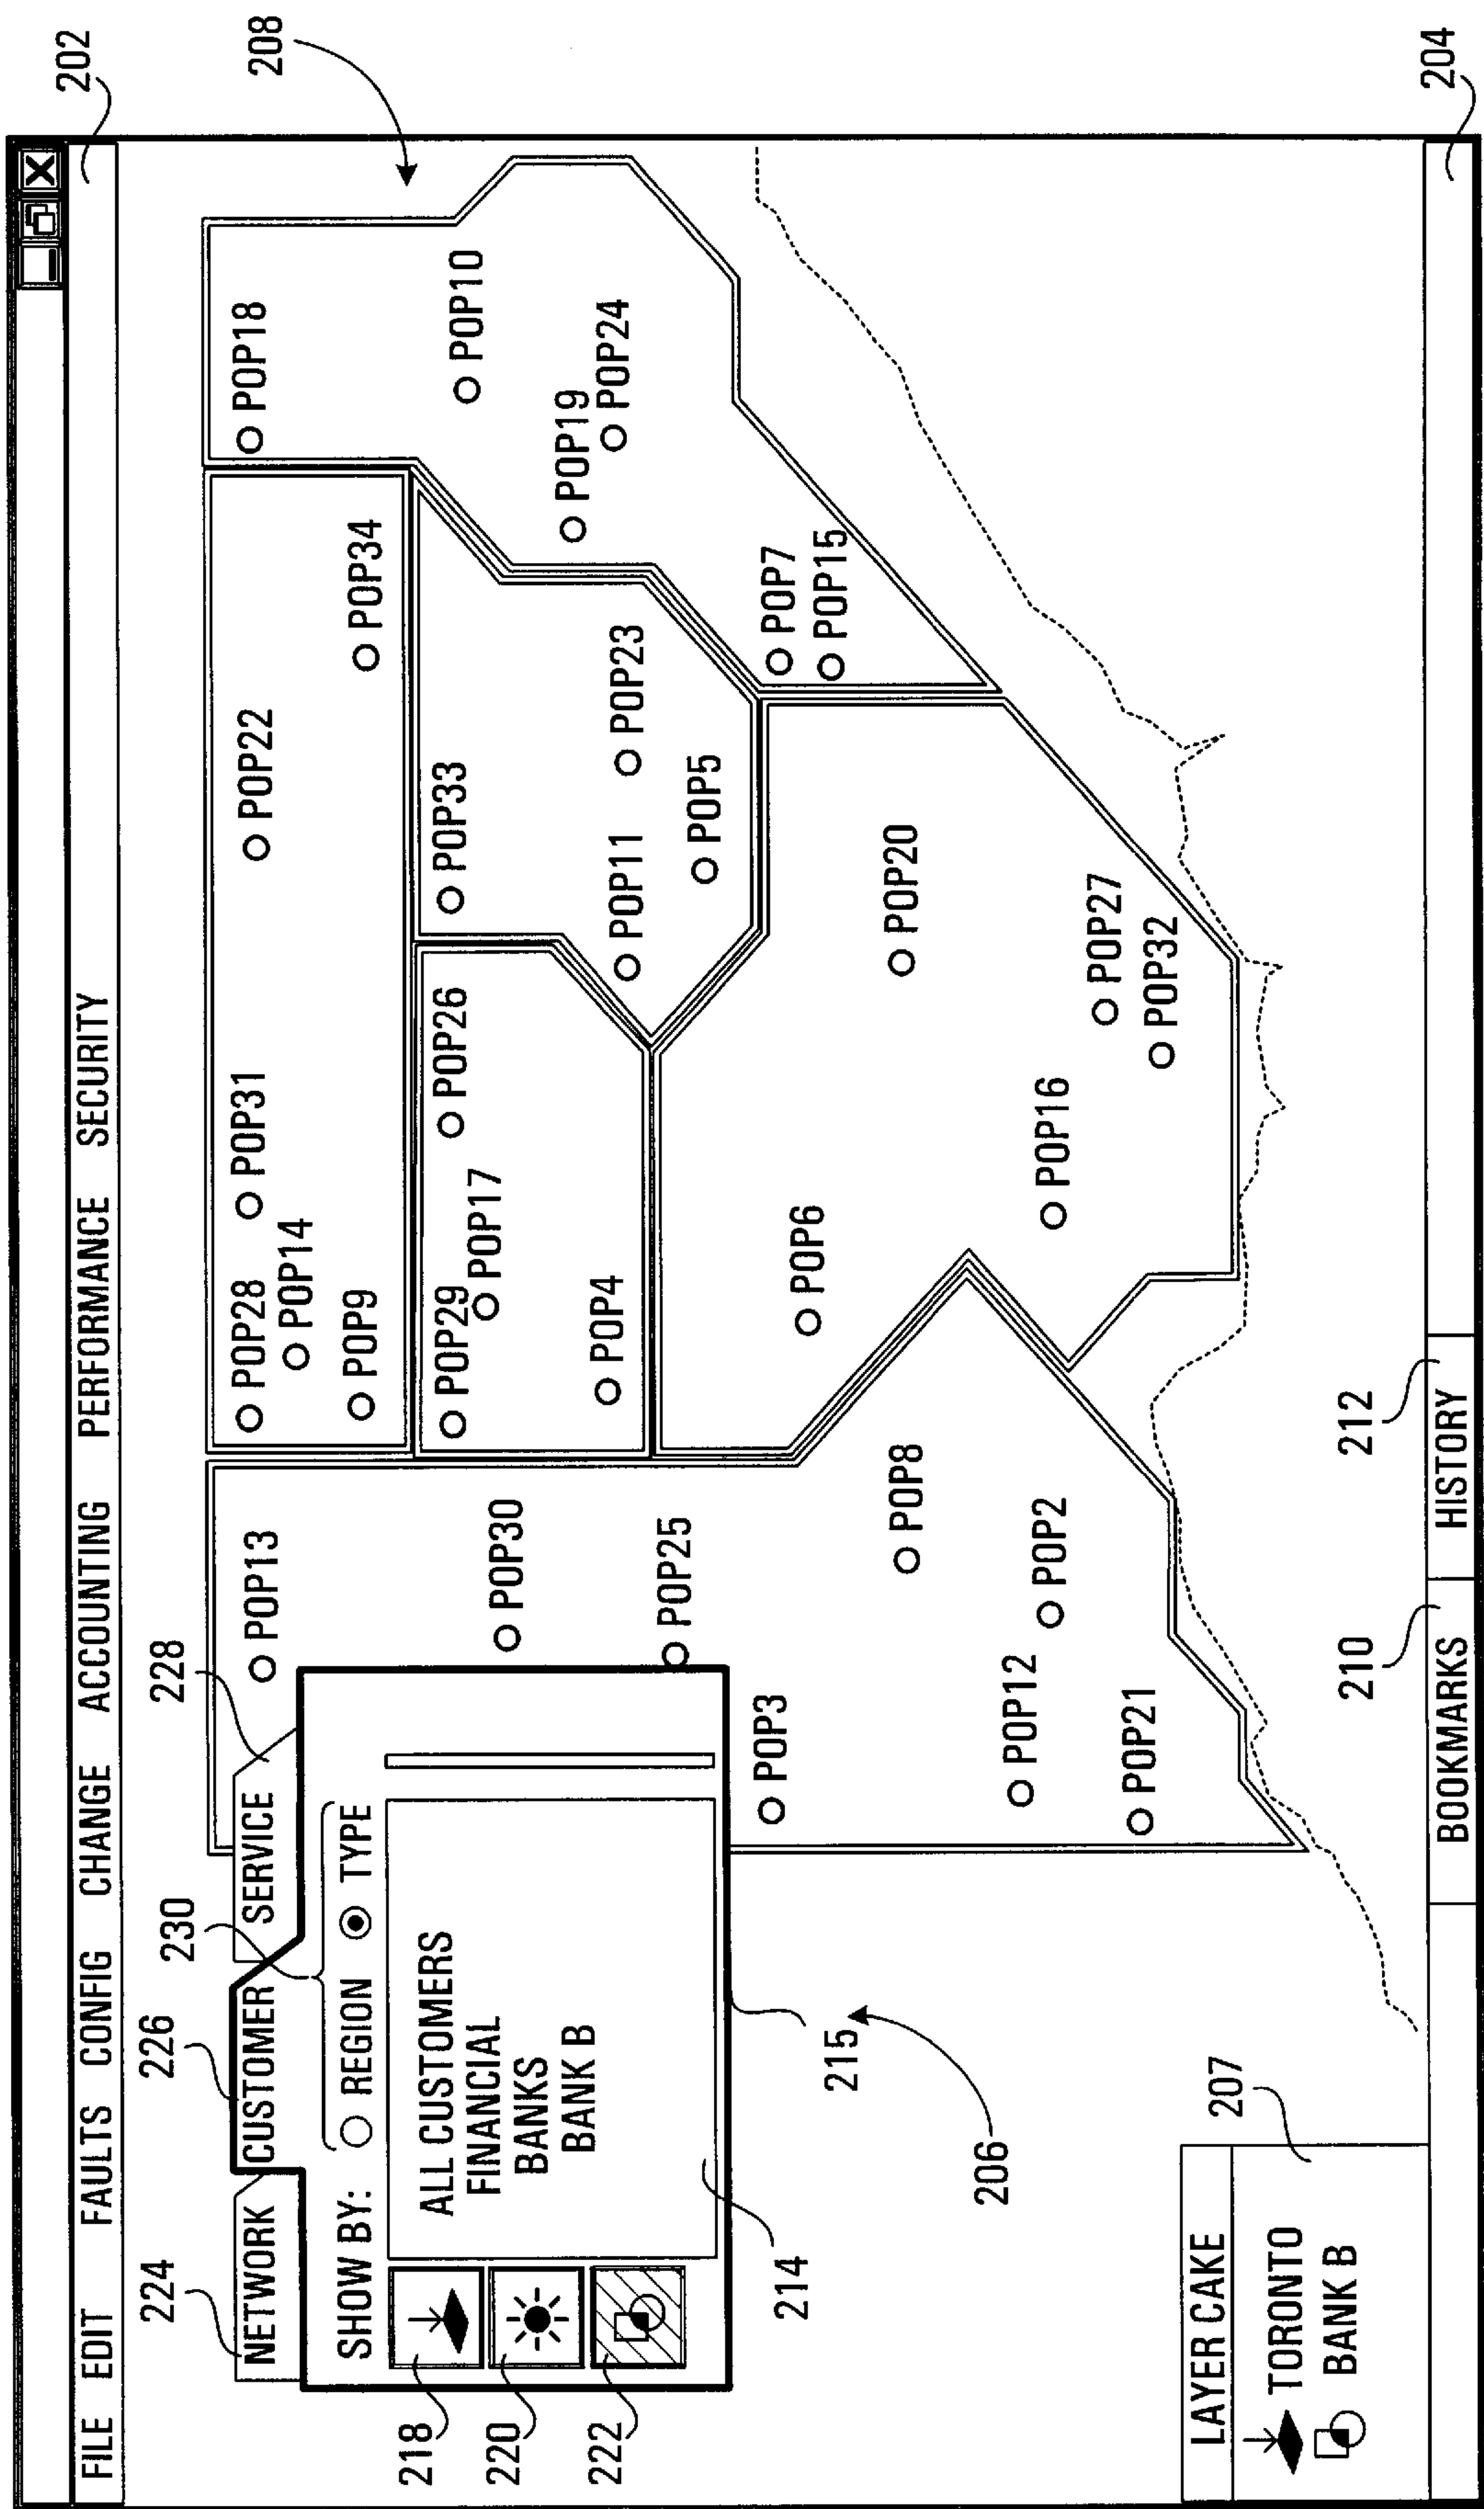 202
FILE EDIT FAULTS CONFIG CHANGE ACCOUNTING PERFORMANCE SECURITY
208
224
226
228
NETWORK
CUSTOMER
SERVICE
230
SHOW BY:
REGION
TYPE
218
220
222
ALL CUSTOMERS
FINANCIAL
BANKS
BANK B
214
215
206
POP13
POP28
POP31
POP22
POP18
POP14
POP9
POP34
POP29
POP26
POP33
POP10
POP17
POP30
POP19
POP4
POP11
POP23
POP24
POP25
POP5
POP3
POP6
POP7
POP15
POP8
POP20
POP12
POP2
POP16
POP27
POP21
POP32
207
LAYER CAKE
TORONTO
BANK B
210
212
BOOKMARKS
HISTORY
204